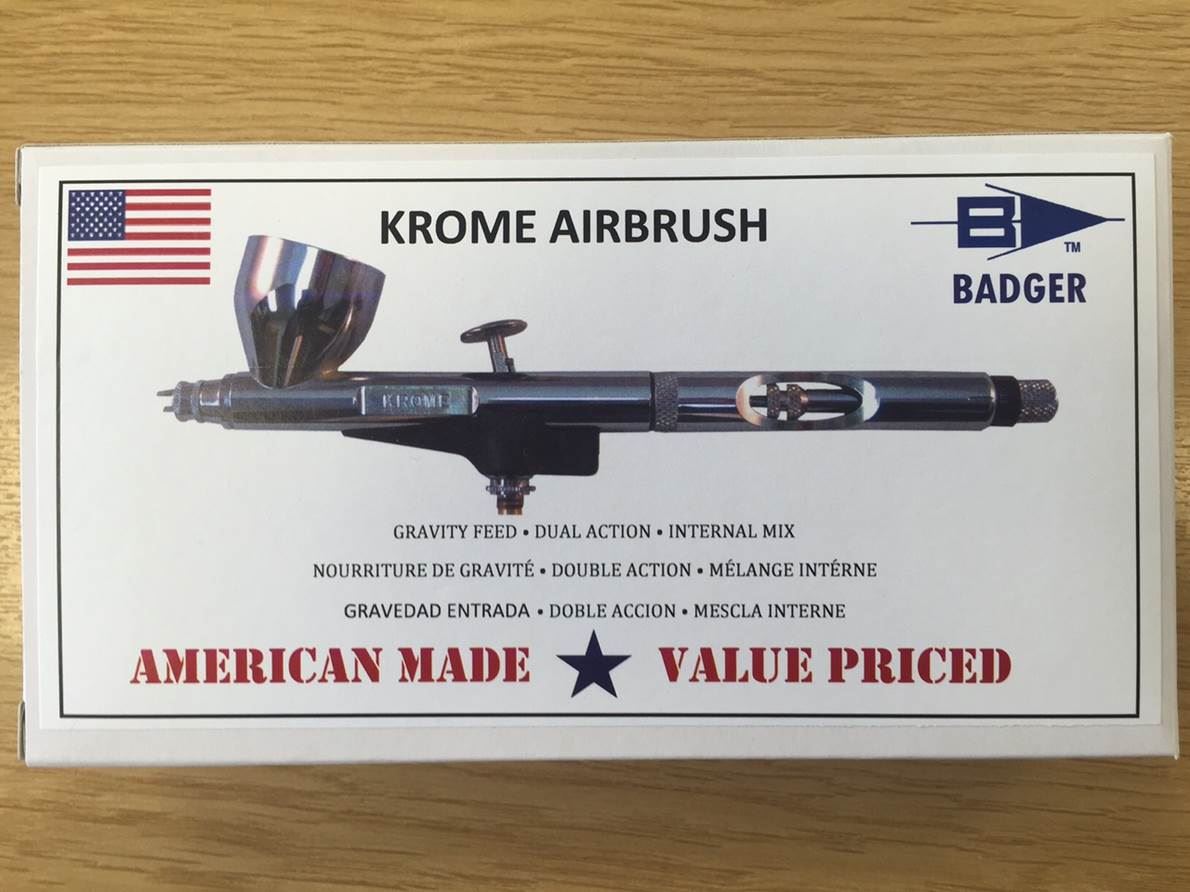 KROME AIRBRUSH
B
TM
BADGER
KROME
GRAVITY FEED • DUAL ACTION • INTERNAL MIX
NOURRITURE DE GRAVITÉ • DOUBLE ACTION • MÉLANGE INTÉRNE
GRAVEDAD ENTRADA • DOBLE ACCION • MESCLA INTERNE
AMERICAN MADE ★ VALUE PRICED